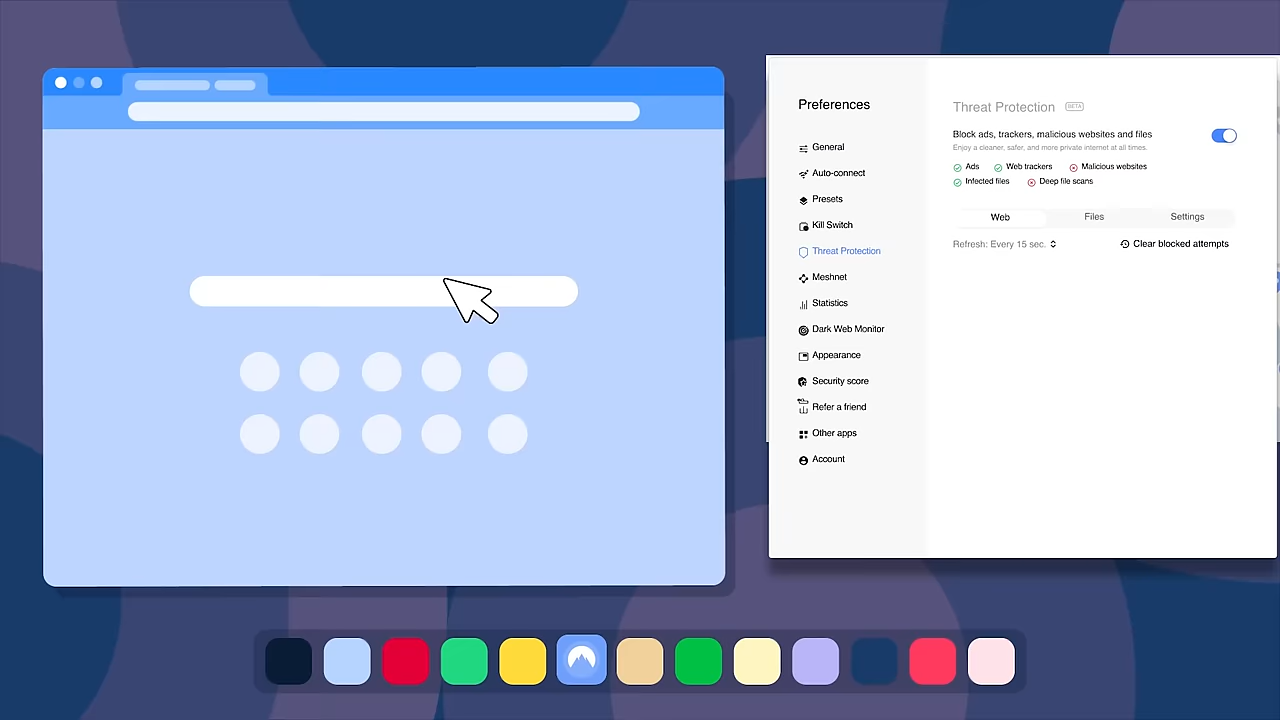 Preferences
General
Auto-connect
Presets
Kill Switch
Threat Protection
Meshnet
Statistics
Dark Web Monitor
Appearance
Security score
Refer a friend
Other apps
Account
Threat Protection BETA
Block ads, trackers, malicious websites and files
Enjoy a cleaner, safer, and more private internet at all times.
Ads Web trackers Malicious websites
Infected files Deep file scans
Web Files Settings
Refresh: Every 15 sec. Clear blocked attempts